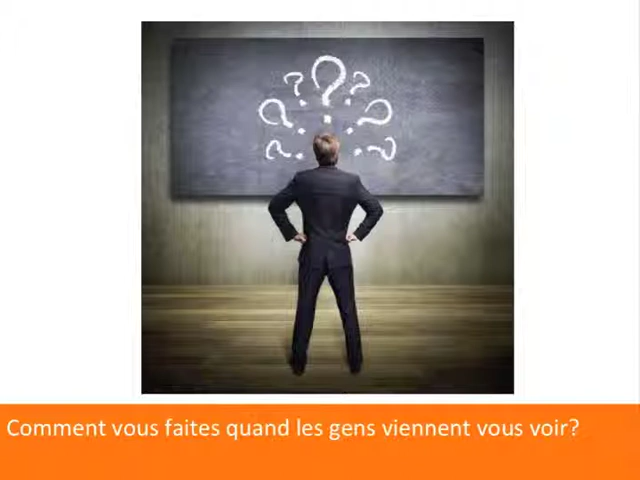 ? ? ?
? ?
? ?
Comment vous faites quand les gens viennent vous voir?